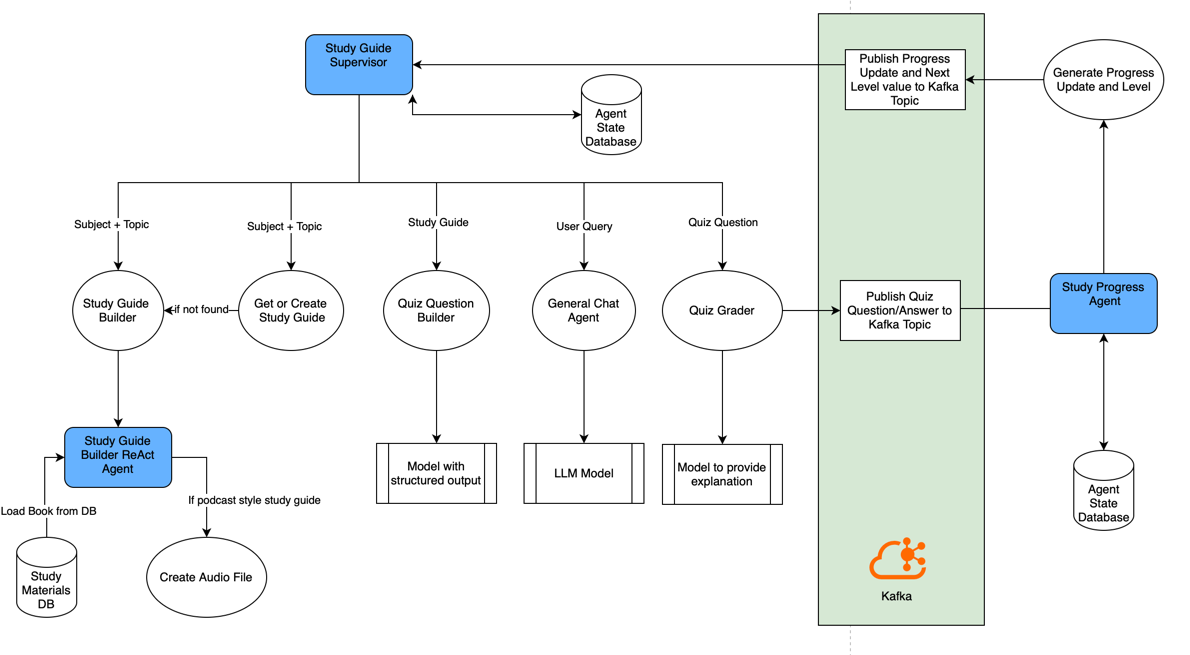 Study Guide
Supervisor
Agent
State
Database
Publish Progress
Update and Next
Level value to Kafka
Topic
Generate Progress
Update and Level
Subject + Topic
Subject + Topic
Study Guide
User Query
Quiz Question
Study Guide
Builder
if not found
Get or Create
Study Guide
Quiz Question
Builder
General Chat
Agent
Quiz Grader
Publish Quiz
Question/Answer to
Kafka Topic
Study Progress
Agent
Study Guide
Builder ReAct
Agent
Model with
structured output
LLM Model
Model to provide
explanation
Agent
State
Database
Load Book from DB
If podcast style study guide
Study
Materials
DB
Create Audio File
Kafka